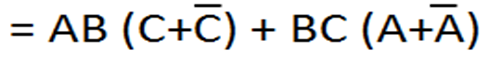 = AB (C+C̅) + BC (A+A̅)